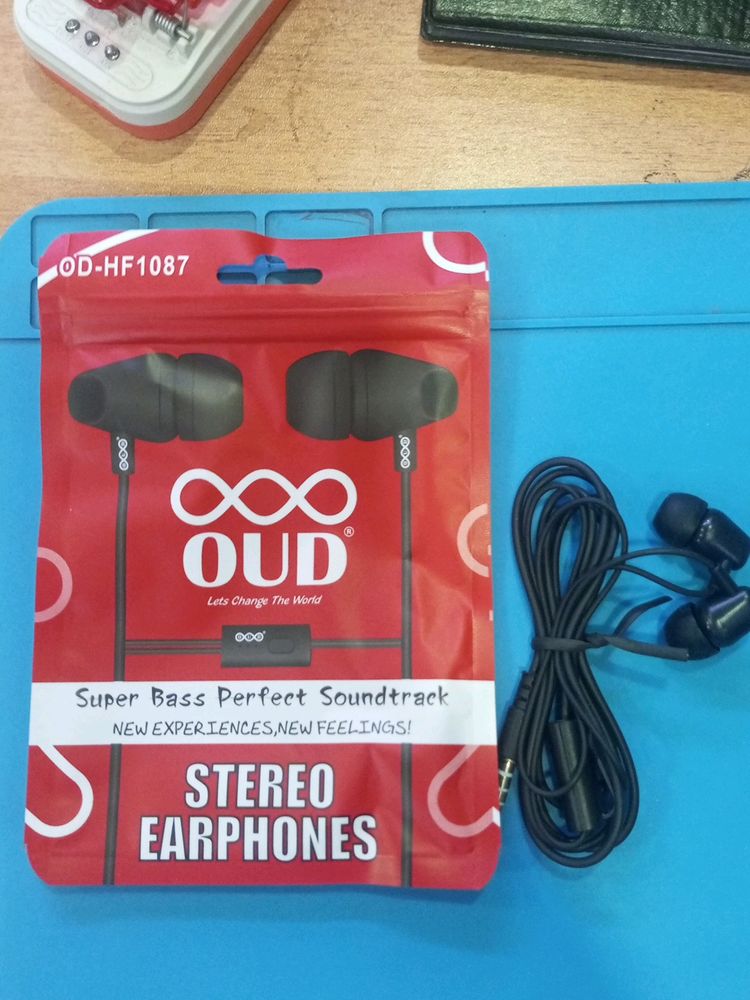 OD-HF1087
OUD®
Lets Change The World
Super Bass Perfect Soundtrack
NEW EXPERIENCES,NEW FEELINGS!
STEREO
EARPHONES